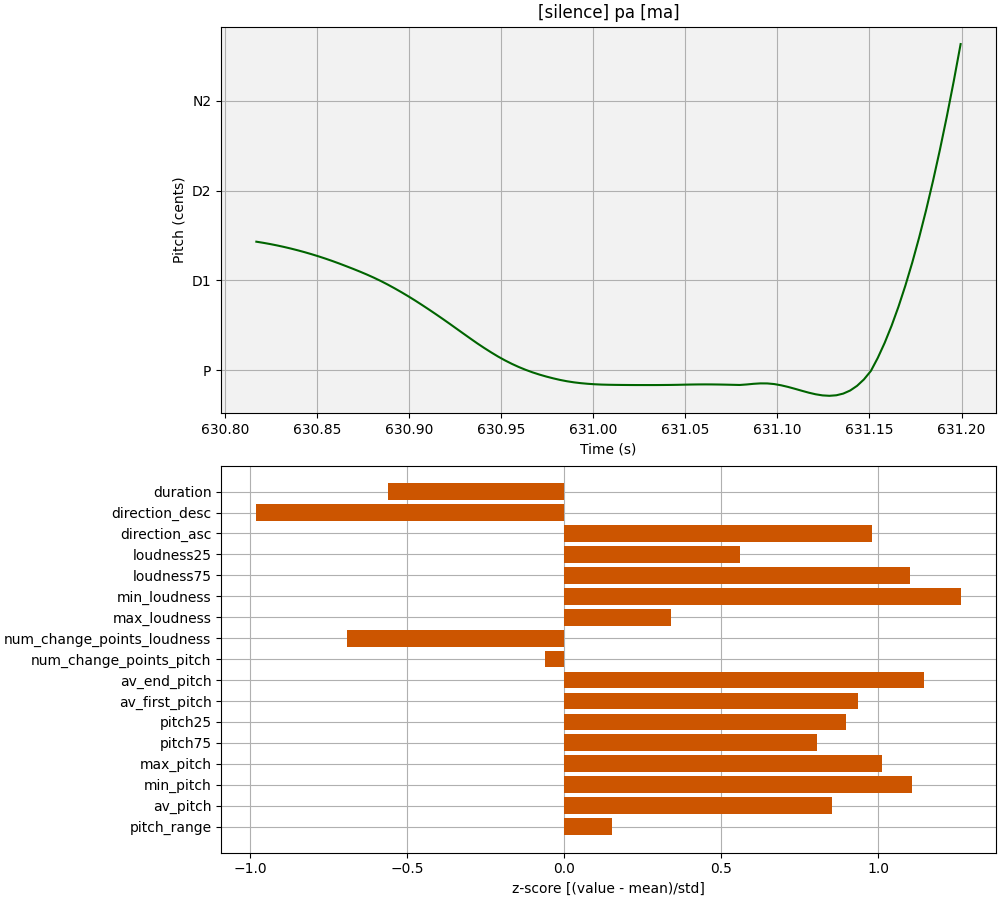 [silence] pa [ma]
N2
D2
D1
P
Pitch (cents)
630.80 630.85 630.90 630.95 631.00 631.05 631.10 631.15 631.20
Time (s)
duration
direction_desc
direction_asc
loudness25
loudness75
min_loudness
max_loudness
num_change_points_loudness
num_change_points_pitch
av_end_pitch
av_first_pitch
pitch25
pitch75
max_pitch
min_pitch
av_pitch
pitch_range
−1.0 −0.5 0.0 0.5 1.0
z-score [(value - mean)/std]